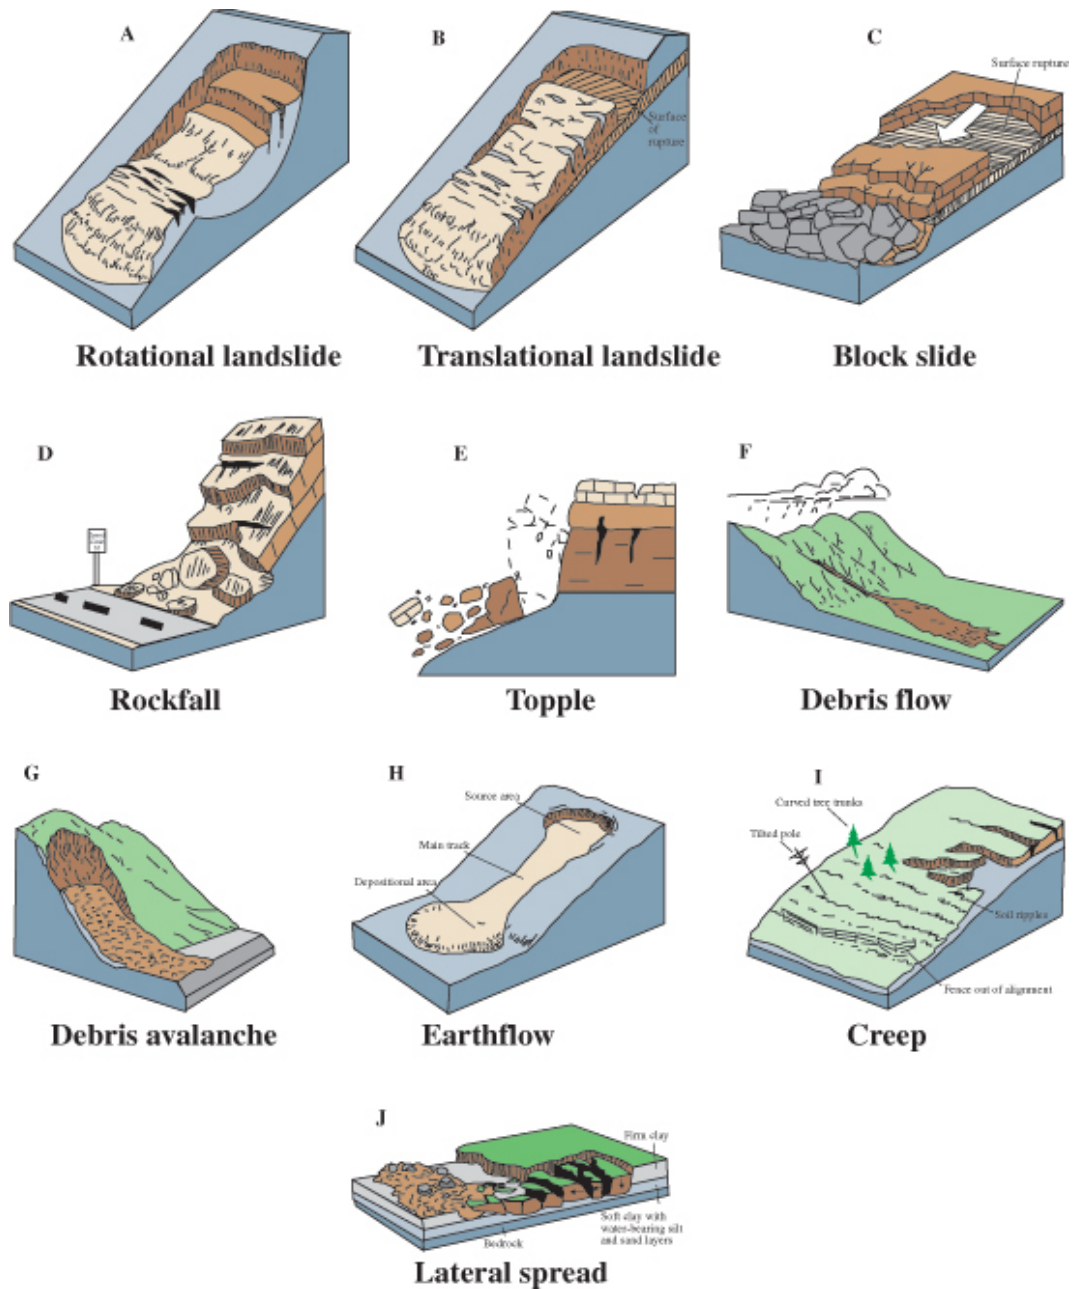 A
B
C
Surface rupture
Surface
of
rupture
Toe
Rotational landslide
Translational landslide
Block slide
D
E
F
Rockfall
Topple
Debris flow
G
H
I
Source area
Main track
Depositional area
Curved tree trunks
Tilted pole
Soil ripples
Fence out of alignment
Debris avalanche
Earthflow
Creep
J
Firm clay
Soft clay with
water-bearing silt
and sand layers
Bedrock
Lateral spread